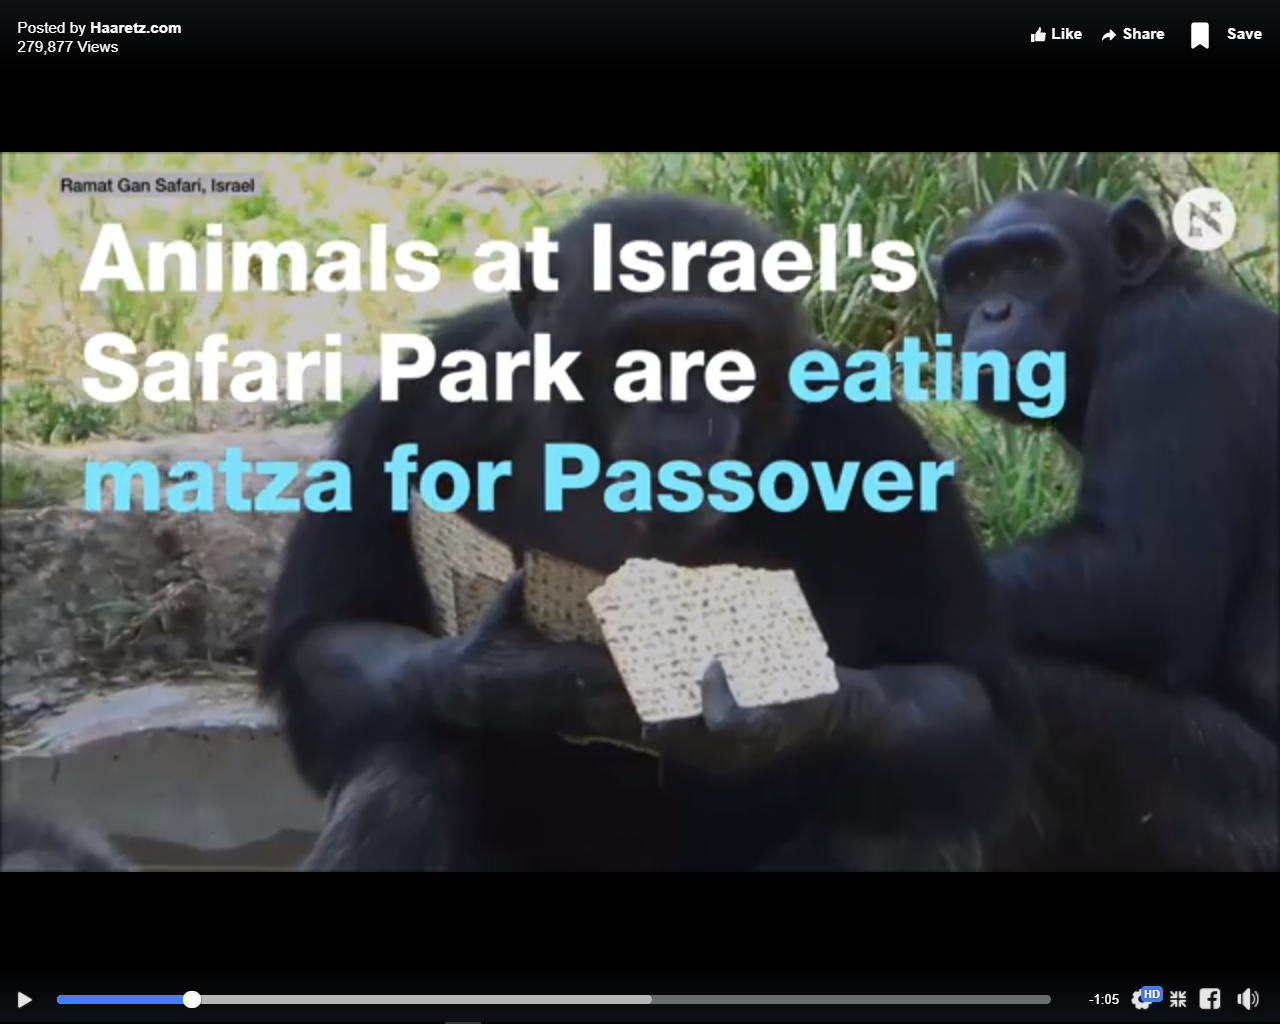 Posted by Haaretz.com
279,877 Views
Like Share Save
Ramat Gan Safari, Israel
Animals at Israel's
Safari Park are eating
matza for Passover
-1:05 HD